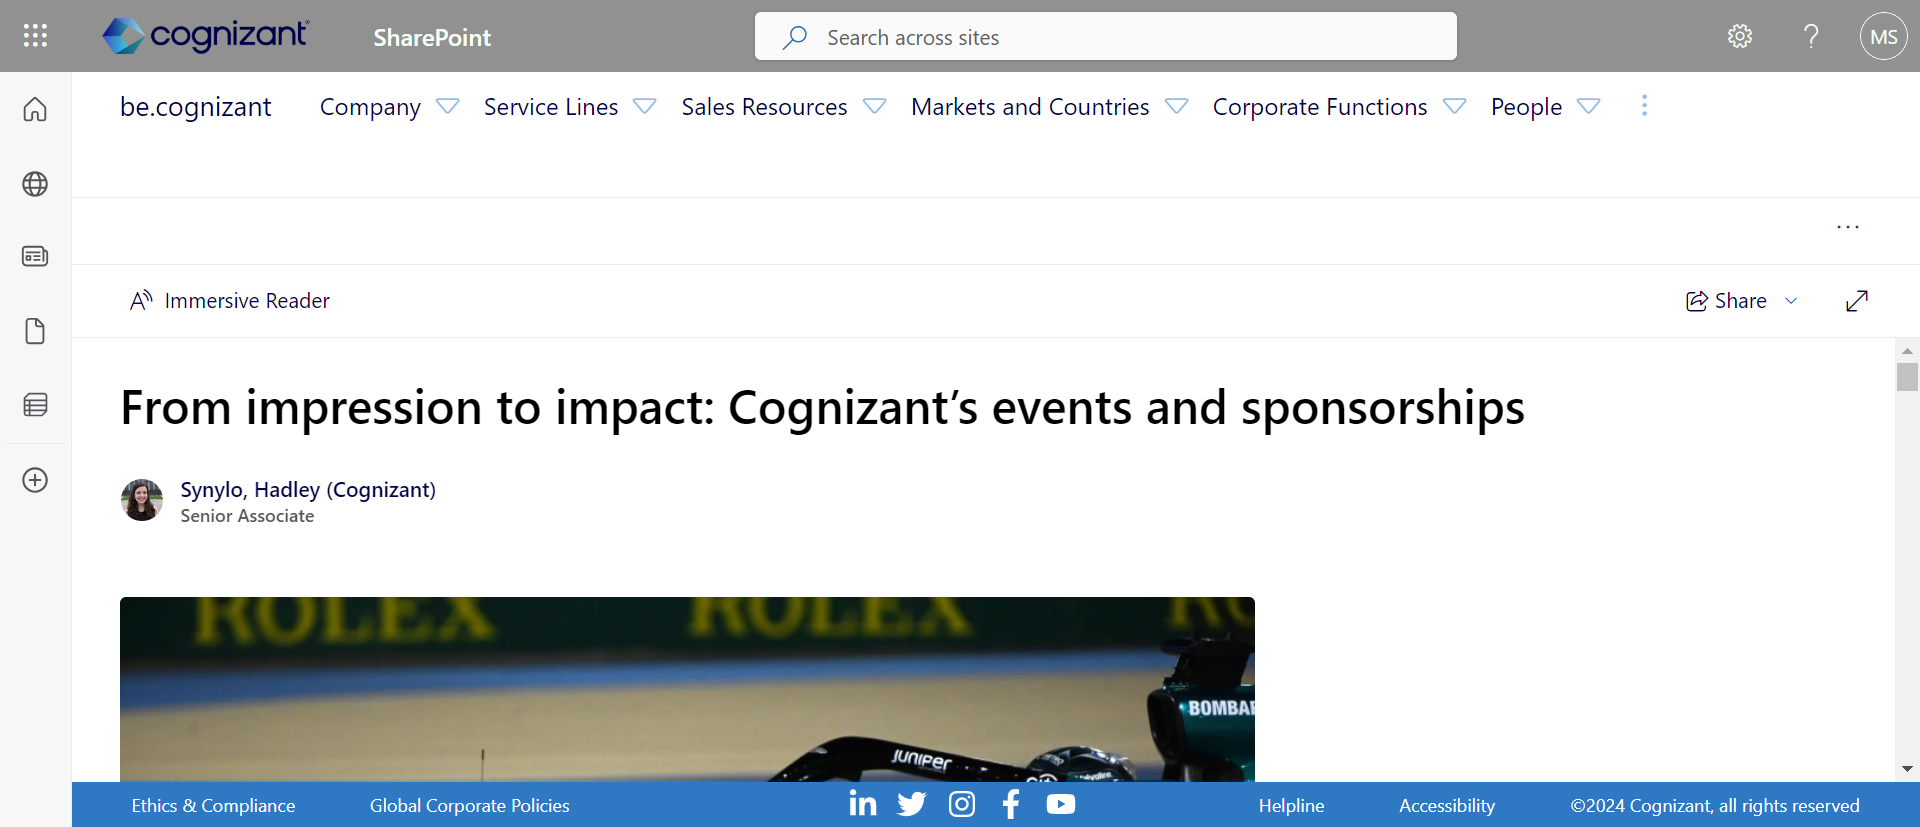 cognizant
SharePoint
Search across sites
MS
be.cognizant
Company
Service Lines
Sales Resources
Markets and Countries
Corporate Functions
People
Immersive Reader
Share
From impression to impact: Cognizant’s events and sponsorships
Synylo, Hadley (Cognizant)
Senior Associate
ROLEX
ROLEX
BOMBA
JUNIPER
Ethics & Compliance
Global Corporate Policies
Helpline
Accessibility
©2024 Cognizant, all rights reserved